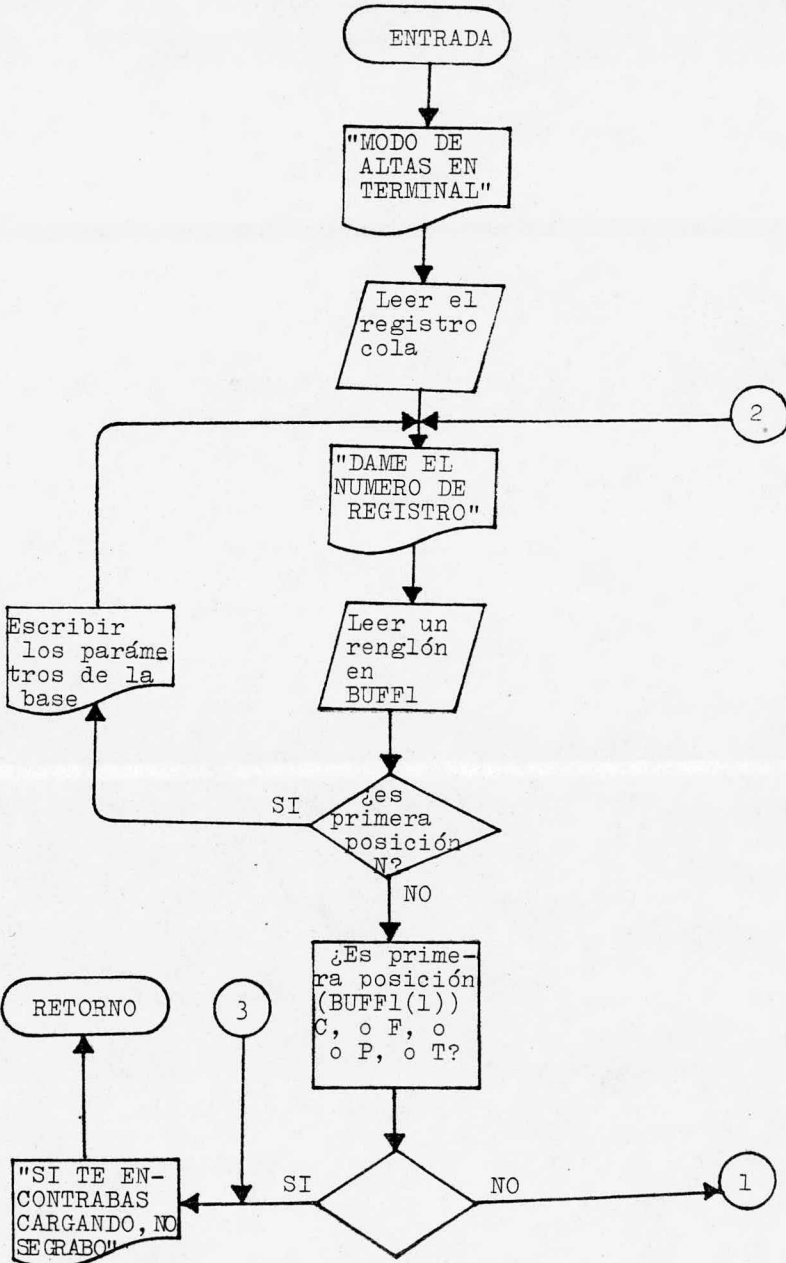 ENTRADA
"MODO DE
ALTAS EN
TERMINAL"
Leer el
registro
cola
2
"DAME EL
NUMERO DE
REGISTRO"
Escribir
los paráme
tros de la
base
Leer un
renglón
en
BUFF1
SI
¿es
primera
posición
N?
NO
¿Es prime-
ra posición
(BUFF1(1))
C, o F, o
o P, o T?
RETORNO
3
"SI TE EN-
CONTRABAS
CARGANDO, NO
SE GRABO"
SI
NO
1